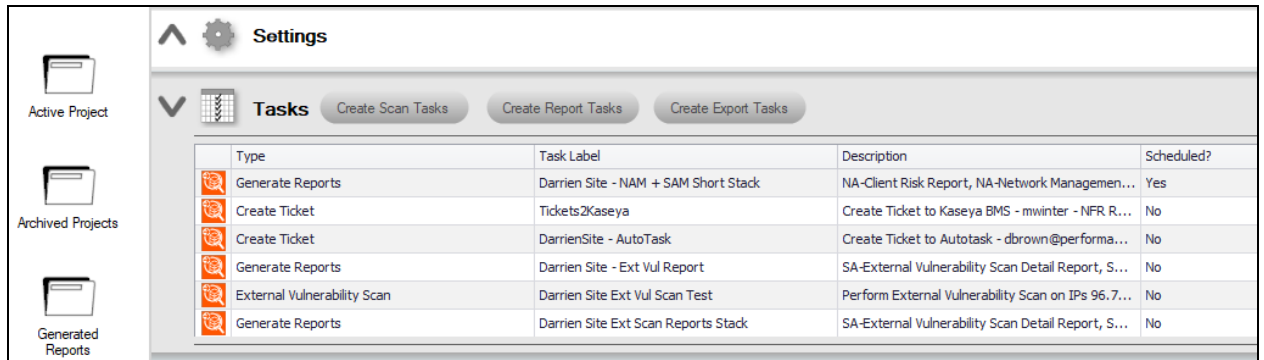 Settings
Active Project
Tasks Create Scan Tasks Create Report Tasks Create Export Tasks
Type Task Label Description Scheduled?
Generate Reports Darrien Site - NAM + SAM Short Stack NA-Client Risk Report, NA-Network Managemen... Yes
Create Ticket Tickets2Kaseya Create Ticket to Kaseya BMS - mwinter - NFR R... No
Archived Projects
Create Ticket DarrienSite - AutoTask Create Ticket to Autotask - dbrown@performa... No
Generate Reports Darrien Site - Ext Vul Report SA-External Vulnerability Scan Detail Report, S... No
External Vulnerability Scan Darrien Site Ext Vul Scan Test Perform External Vulnerability Scan on IPs 96.7... No
Generate Reports Darrien Site Ext Scan Reports Stack SA-External Vulnerability Scan Detail Report, S... No
Generated
Reports